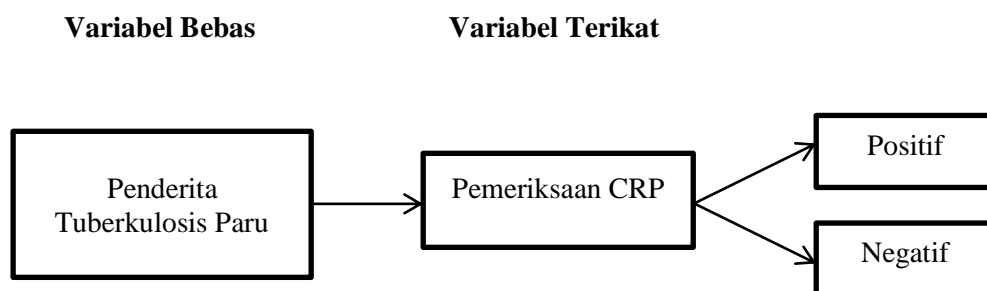 Variabel Bebas
Variabel Terikat
Penderita
Tuberkulosis Paru
Pemeriksaan CRP
Positif
Negatif